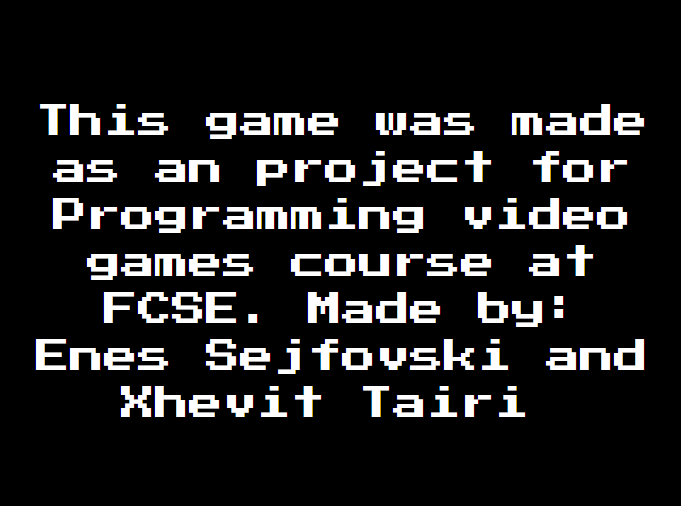 This game was made
as an project for
Programming video
games course at
FCSE. Made by:
Enes Sejfovski and
Xhevit Tairi